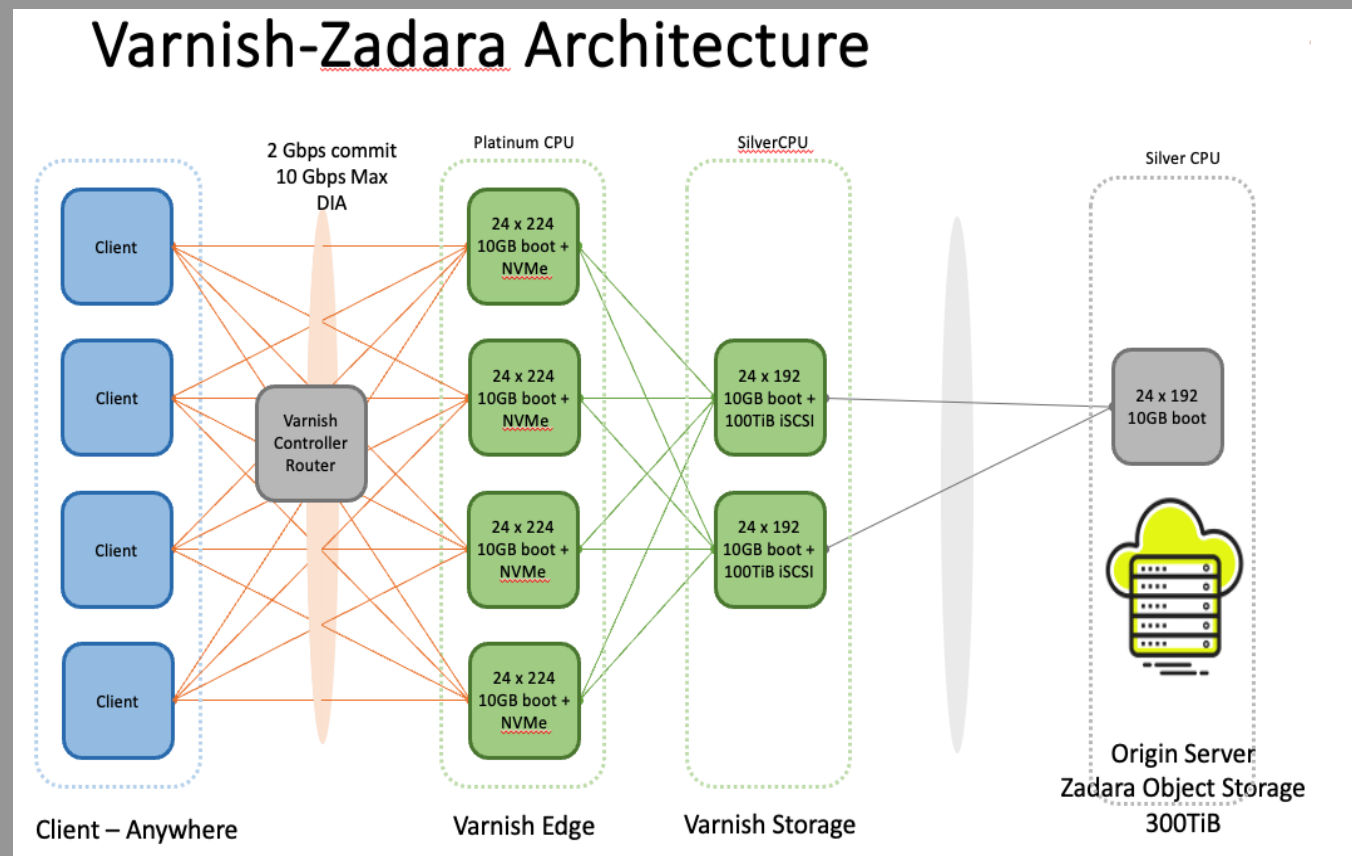 Varnish-Zadara Architecture
2 Gbps commit
10 Gbps Max
DIA
Platinum CPU
SilverCPU
Silver CPU
Client
Client
Client
Client
Varnish
Controller
Router
24 x 224
10GB boot +
NVMe
24 x 224
10GB boot +
NVMe
24 x 224
10GB boot +
NVMe
24 x 224
10GB boot +
NVMe
24 x 192
10GB boot +
100TiB iSCSI
24 x 192
10GB boot +
100TiB iSCSI
24 x 192
10GB boot
Client – Anywhere
Varnish Edge
Varnish Storage
Origin Server
Zadara Object Storage
300TiB